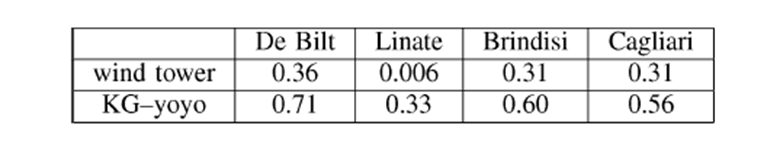 De Bilt Linate Brindisi Cagliari
wind tower 0.36 0.006 0.31 0.31
KG–yoyo 0.71 0.33 0.60 0.56